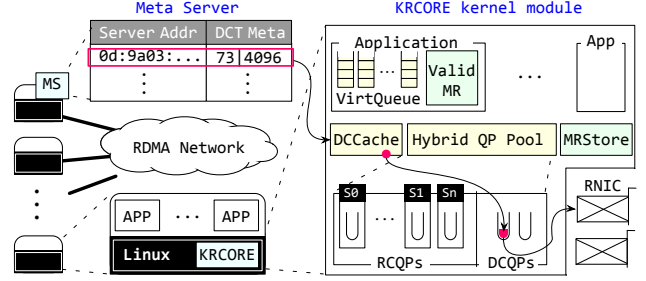 Meta Server
KRCORE kernel module
Server Addr DCT Meta
0d:9a03:... 73|4096
MS
Application
App
...
Valid
MR
VirtQueue
...
RDMA Network
DCCache
Hybrid QP Pool
MRStore
S0
S1
Sn
...
RNIC
APP ... APP
Linux KRCORE
RCQPs
DCQPs